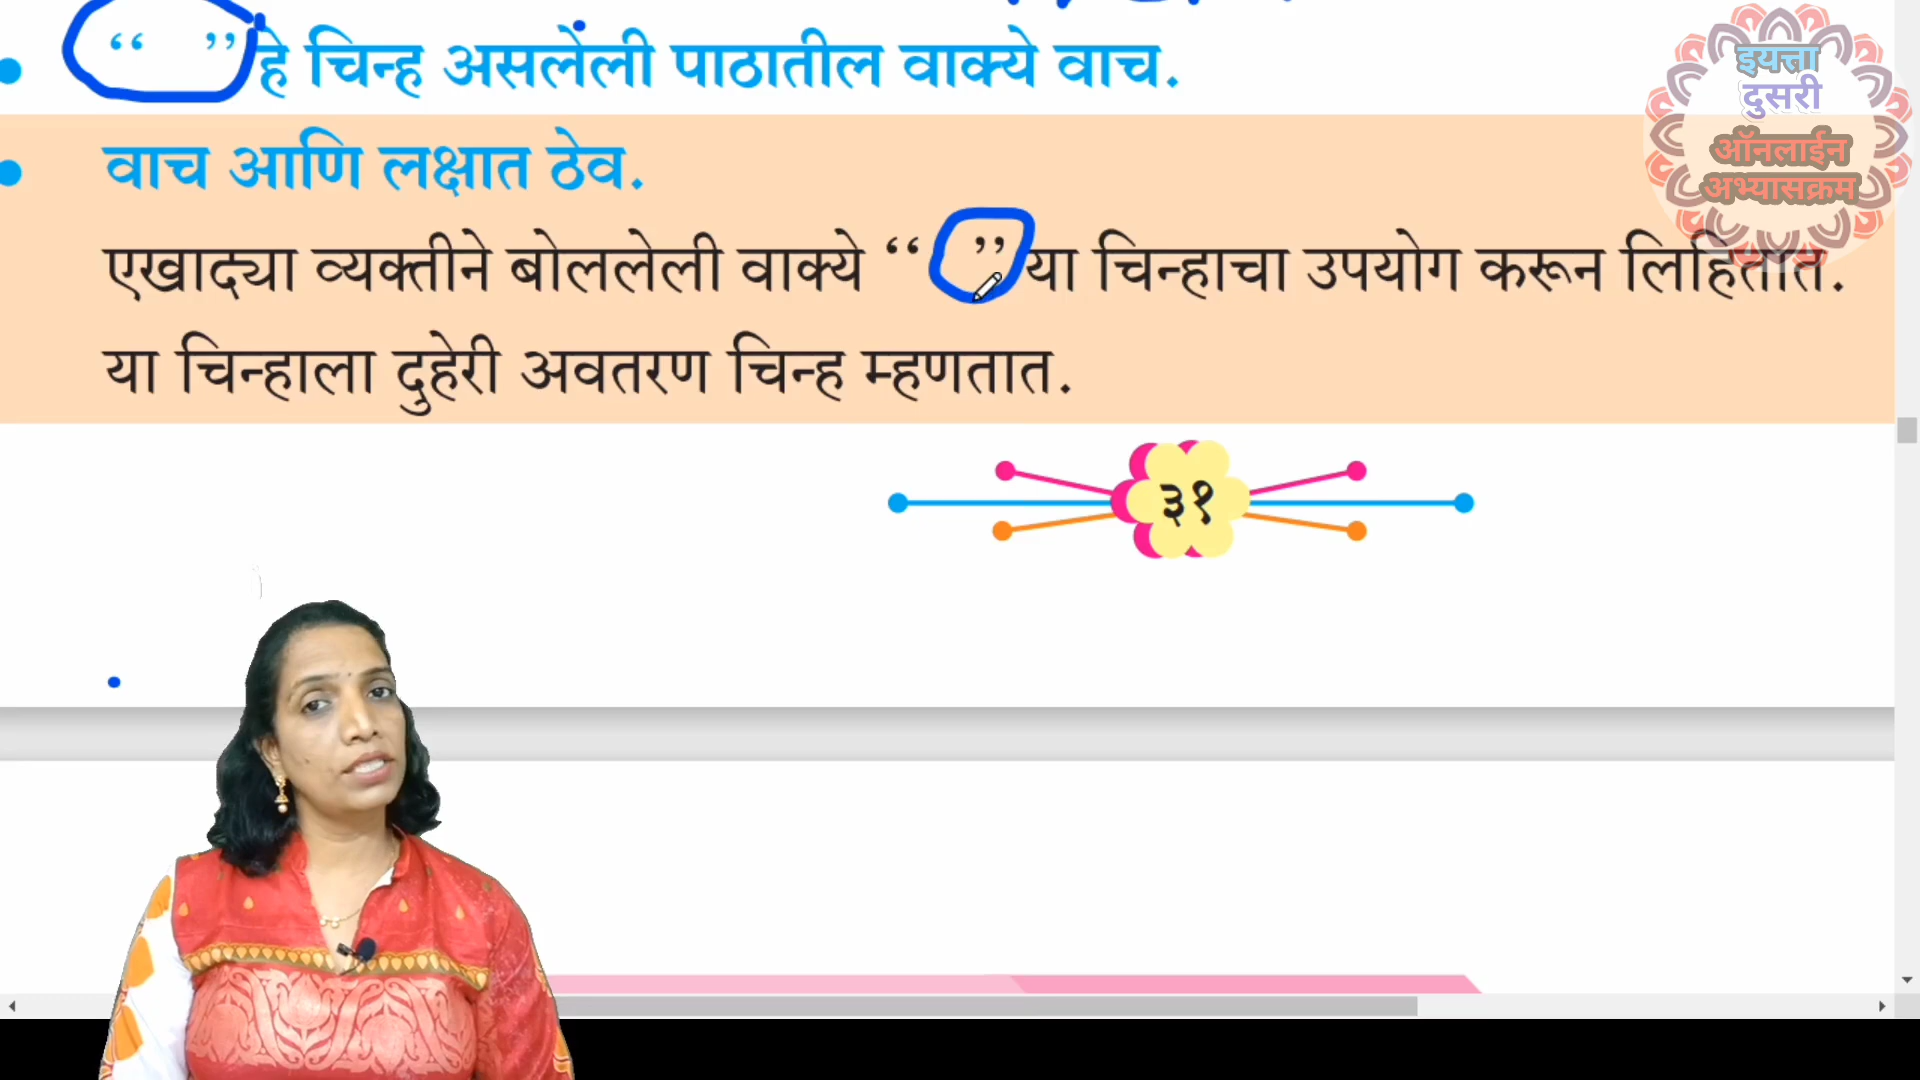 “ ” हे चिन्ह असलेली पाठातील वाक्ये वाच.
वाच आणि लक्षात ठेव.
एखाद्या व्यक्तीने बोललेली वाक्ये “ ” या चिन्हाचा उपयोग करून लिहितात.
या चिन्हाला दुहेरी अवतरण चिन्ह म्हणतात.
३१
इयत्ता
दुसरी
ऑनलाईन
अभ्यासक्रम